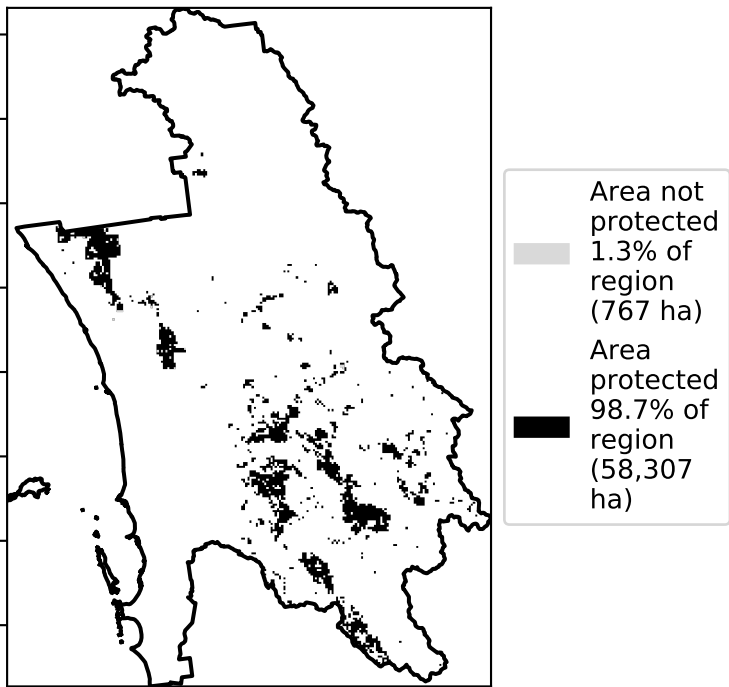 Area not
protected
1.3% of
region
(767 ha)
Area
protected
98.7% of
region
(58,307
ha)